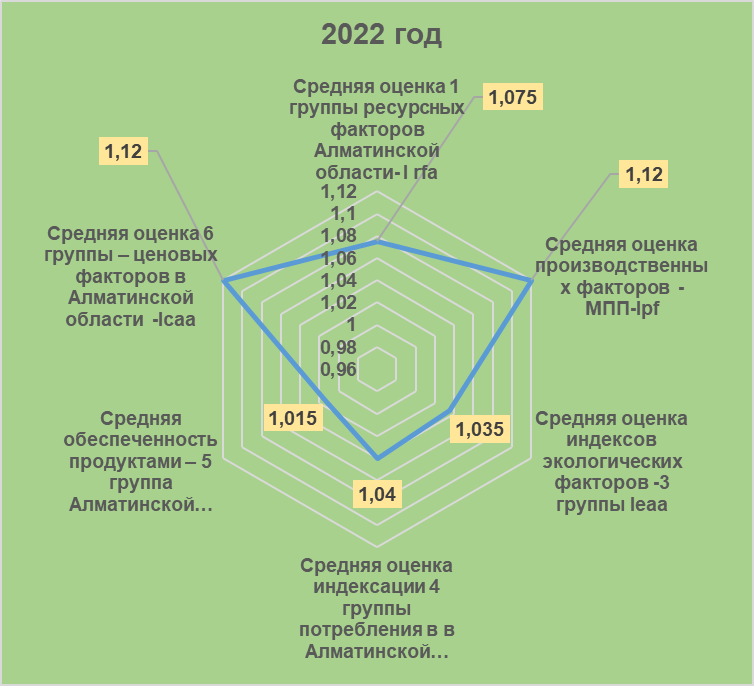 2022 год
Средняя оценка 1
группы ресурсных
факторов
Алматинской
области- I rfa
1,075
1,12
1,12
Средняя оценка 6
группы – ценовых
факторов в
Алматинской
области -Icaa
Средняя оценка
производственны
х факторов -
МПП-Ipf
1,12
1,1
1,08
1,06
1,04
1,02
1
0,98
0,96
1,015
1,035
1,04
Средняя
обеспеченность
продуктами – 5
группа
Алматинской...
Средняя оценка
индексов
экологических
факторов -3
группы Ieaa
Средняя оценка
индексации 4
группы
потребления в в
Алматинской...